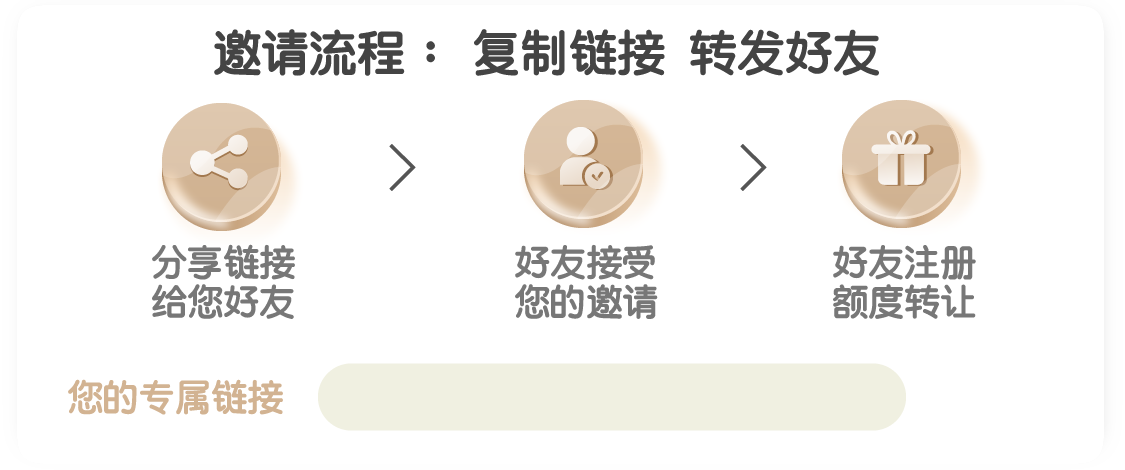 邀请流程： 复制链接 转发好友
分享链接
给您好友
好友接受
您的邀请
好友注册
额度转让
您的专属链接